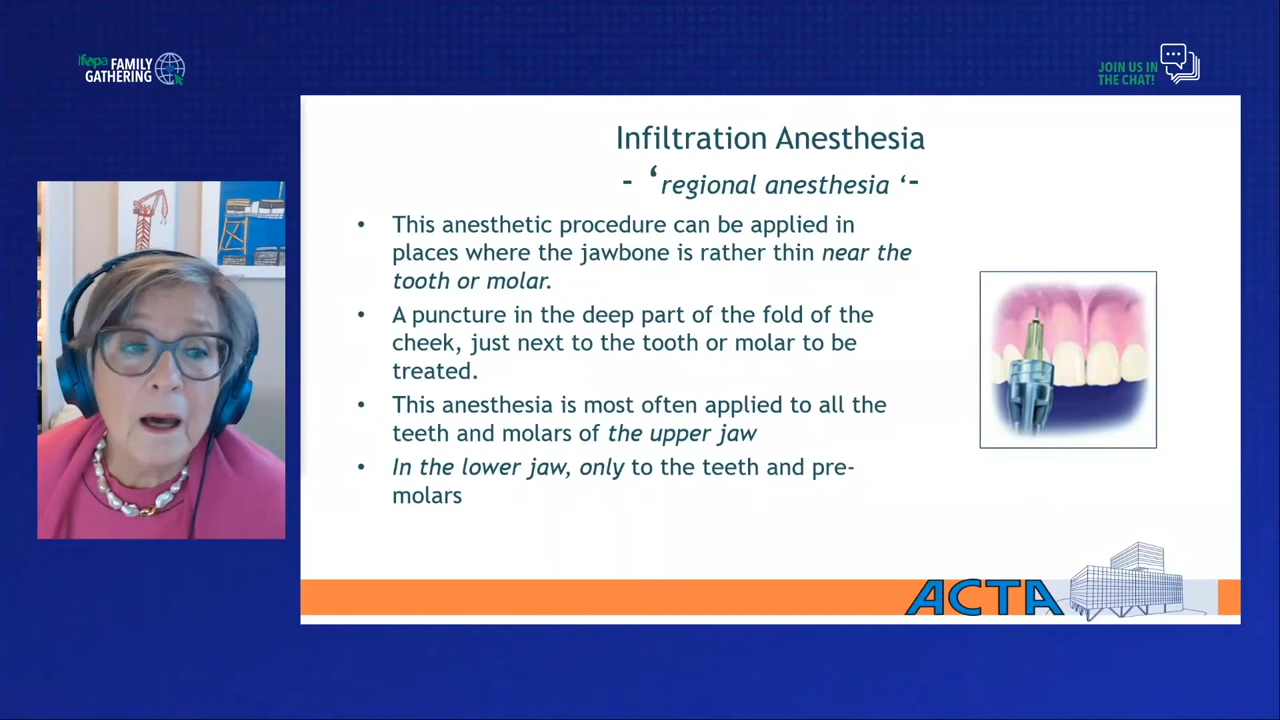 ifopa FAMILY
GATHERING
JOIN US IN
THE CHAT!
Infiltration Anesthesia
- ‘regional anesthesia ‘-
• This anesthetic procedure can be applied in
places where the jawbone is rather thin near the
tooth or molar.
• A puncture in the deep part of the fold of the
cheek, just next to the tooth or molar to be
treated.
• This anesthesia is most often applied to all the
teeth and molars of the upper jaw
• In the lower jaw, only to the teeth and pre-
molars
ACTA